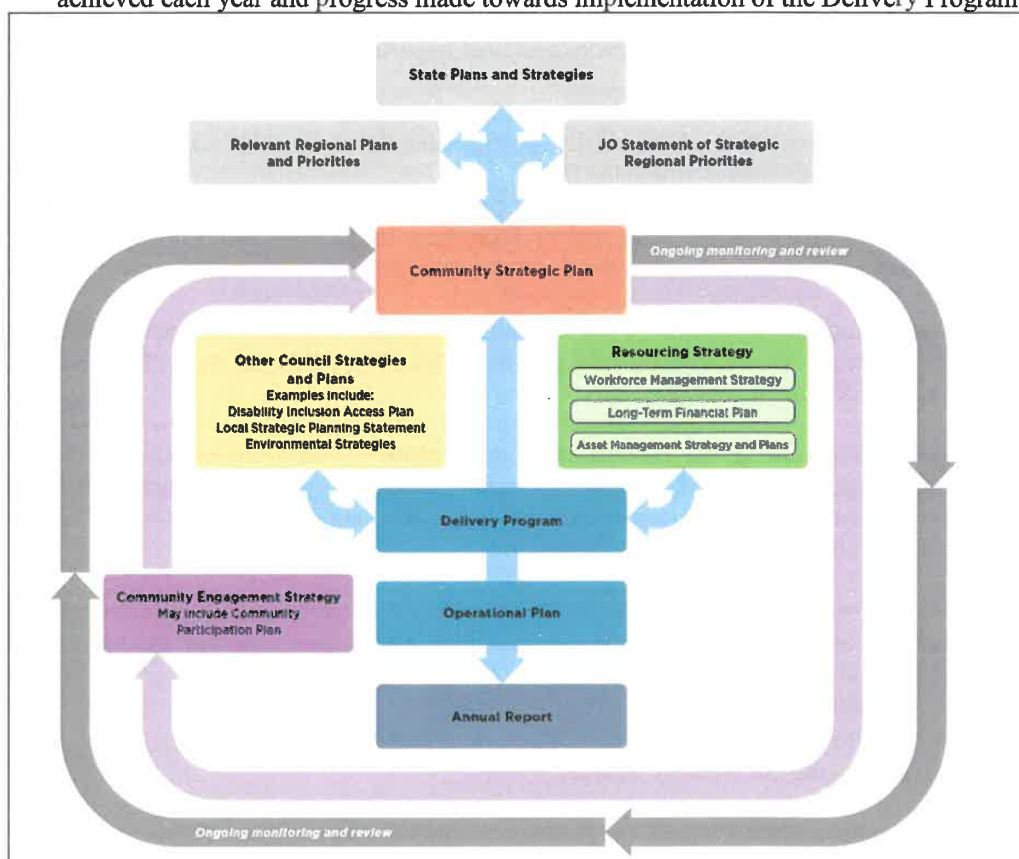 achieved each year and progress made towards implementation of the Delivery Program
State Plans and Strategies
Relevant Regional Plans
and Priorities
JO Statement of Strategic
Regional Priorities
Community Strategic Plan
Ongoing monitoring and review
Other Council Strategies
and Plans
Examples include:
Disability Inclusion Access Plan
Local Strategic Planning Statement
Environmental Strategies
Resourcing Strategy
Workforce Management Strategy
Long-Term Financial Plan
Asset Management Strategy and Plans
Delivery Program
Community Engagement Strategy
May Include Community
Participation Plan
Operational Plan
Annual Report
Ongoing monitoring and review